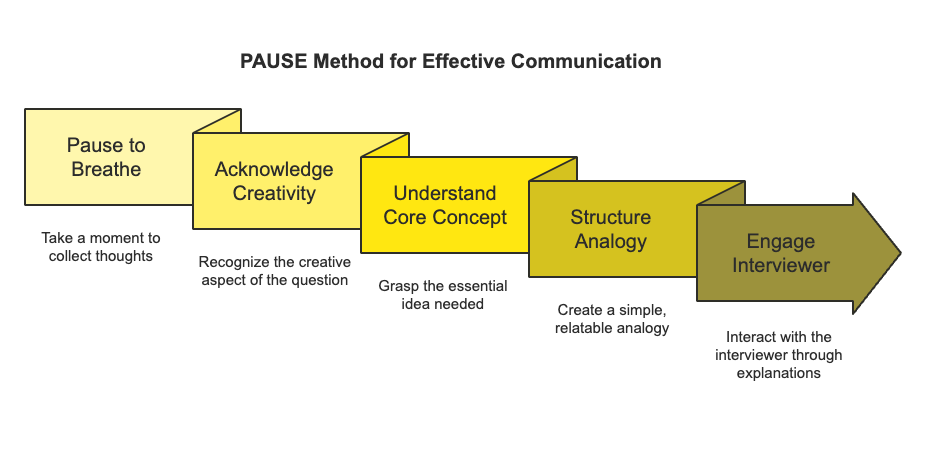 PAUSE Method for Effective Communication
Pause to
Breathe
Take a moment to
collect thoughts
Acknowledge
Creativity
Recognize the creative
aspect of the question
Understand
Core Concept
Grasp the essential
idea needed
Structure
Analogy
Create a simple,
relatable analogy
Engage
Interviewer
Interact with the
interviewer through
explanations